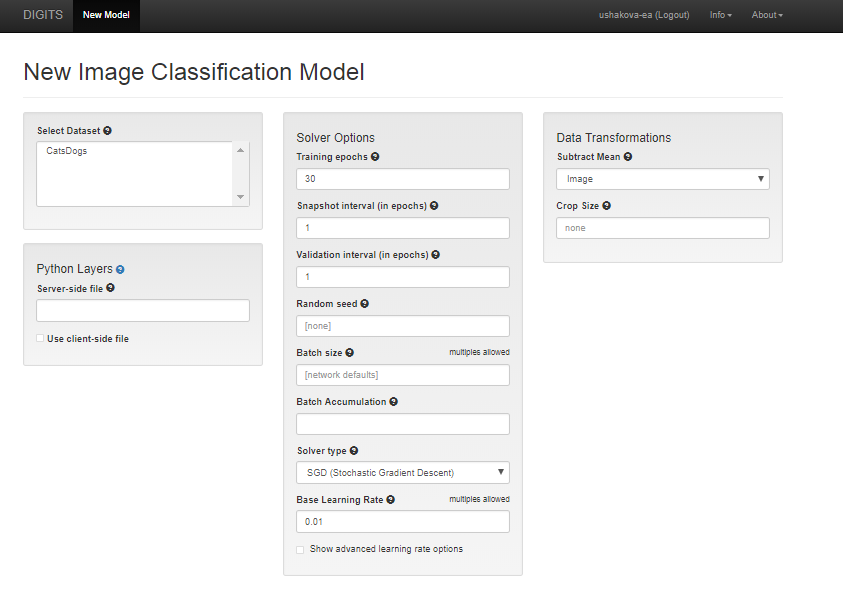 DIGITS New Model ushakova-ea (Logout) Info About
New Image Classification Model
Select Dataset
CatsDogs
Python Layers
Server-side file
Use client-side file
Solver Options
Training epochs
30
Snapshot interval (in epochs)
1
Validation interval (in epochs)
1
Random seed
[none]
Batch size multiples allowed
[network defaults]
Batch Accumulation
Solver type
SGD (Stochastic Gradient Descent)
Base Learning Rate multiples allowed
0.01
Show advanced learning rate options
Data Transformations
Subtract Mean
Image
Crop Size
none